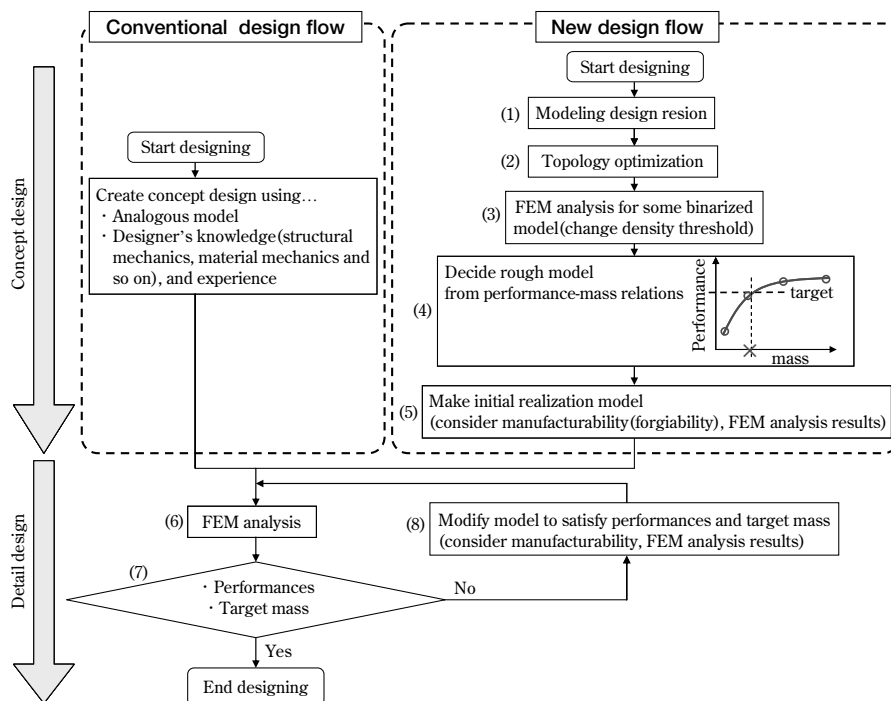 Conventional design flow
New design flow
Concept design
Detail design
Start designing
Create concept design using…
・Analogous model
・Designer's knowledge(structural
mechanics, material mechanics and
so on), and experience
Start designing
(1)
Modeling design resion
(2)
Topology optimization
(3)
FEM analysis for some binarized
model(change density threshold)
(4)
Decide rough model
from performance-mass relations
Performance
target
mass
(5)
Make initial realization model
(consider manufacturability(forgiability), FEM analysis results)
(6)
FEM analysis
(7)
・Performances
・Target mass
No
(8)
Modify model to satisfy performances and target mass
(consider manufacturability, FEM analysis results)
Yes
End designing